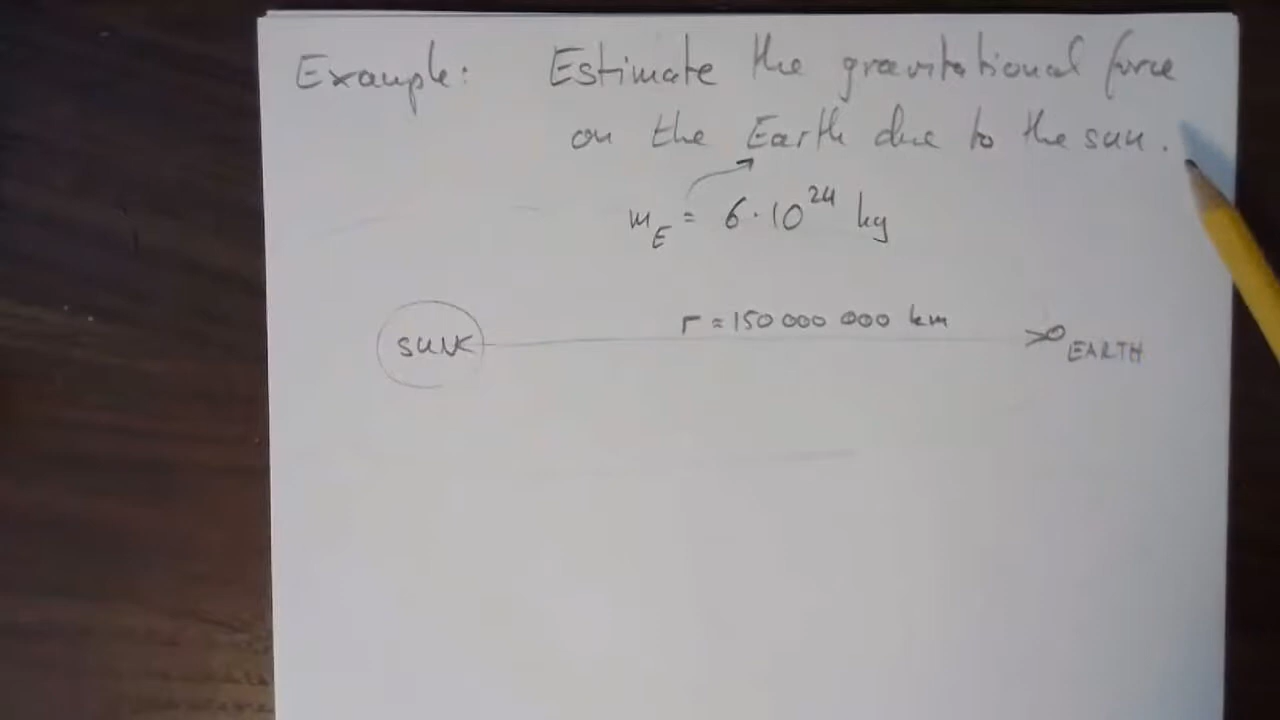 Example: Estimate the gravitational force
on the Earth due to the sun.
m_E = 6·10^24 kg
r = 150 000 000 km
SUN
EARTH